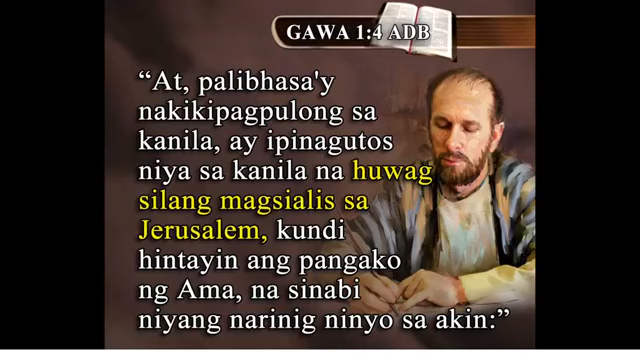 GAWA 1:4 ADB
“At, palibhasa'y
nakikipagpulong sa
kanila, ay ipinagutos
niya sa kanila na huwag
silang magsialis sa
Jerusalem, kundi
hintayin ang pangako
ng Ama, na sinabi
niyang narinig ninyo sa akin:”